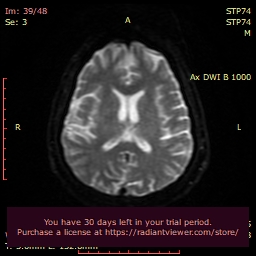 Im: 39/48
Se: 3
A
STP74
STP74
M
Ax DWI B 1000
R
L
You have 30 days left in your trial period.
Purchase a license at https://radiantviewer.com/store/